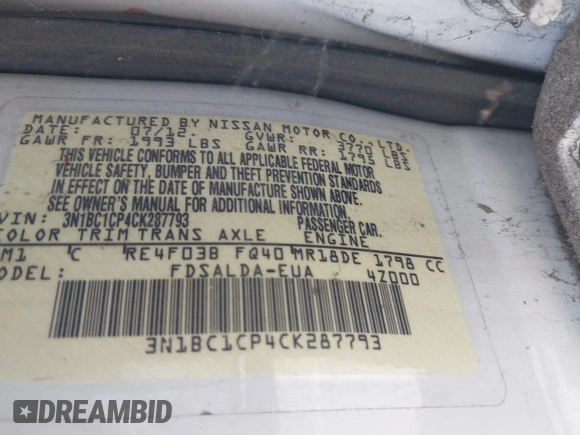 MANUFACTURED BY NISSAN MOTOR CO., LTD.
DATE: 07/12 GVWR: 3770 LBS
GAWR FR: 1993 LBS GAWR RR: 1795 LBS
THIS VEHICLE CONFORMS TO ALL APPLICABLE FEDERAL MOTOR
VEHICLE SAFETY, BUMPER AND THEFT PREVENTION STANDARDS
IN EFFECT ON THE DATE OF MANUFACTURE SHOWN ABOVE.
SEE OWNER'S MANUAL FOR ADDITIONAL INFORMATION.
VIN: 3N1BC1CP4CK287793 PASSENGER CAR.
COLOR TRIM TRANS AXLE ENGINE
M1 C RE4F03B FQ40 MR18DE 1798 CC
MODEL: FDSALDA-EUA 4Z000
3N1BC1CP4CK287793
DREAMBID